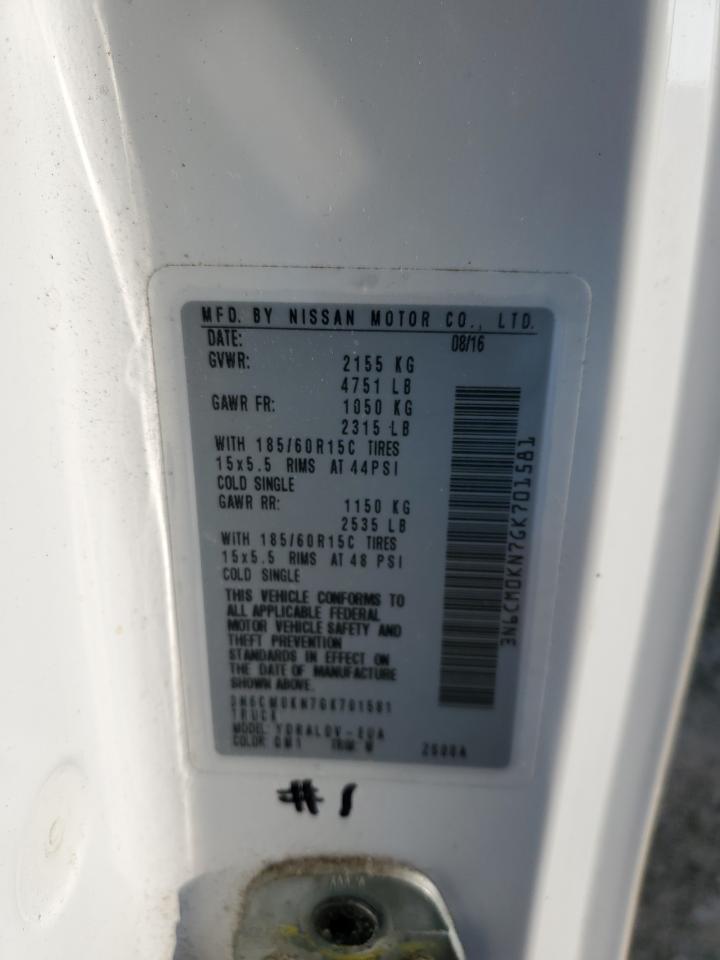 MFD. BY NISSAN MOTOR CO., LTD.
DATE: 08/16
GVWR: 2155 KG
4751 LB
GAWR FR: 1050 KG
2315 LB
WITH 185/60R15C TIRES
15x5.5 RIMS AT 44PSI
COLD SINGLE
GAWR RR: 1150 KG
2535 LB
WITH 185/60R15C TIRES
15x5.5 RIMS AT 48 PSI
COLD SINGLE
THIS VEHICLE CONFORMS TO
ALL APPLICABLE FEDERAL
MOTOR VEHICLE SAFETY AND
THEFT PREVENTION
STANDARDS IN EFFECT ON
THE DATE OF MANUFACTURE
SHOWN ABOVE.
3N6CM0KN7GK701581
TRUCK
MODEL:
COLOR: QM1 TRIM:
3N6CM0KN7GK701581
#1